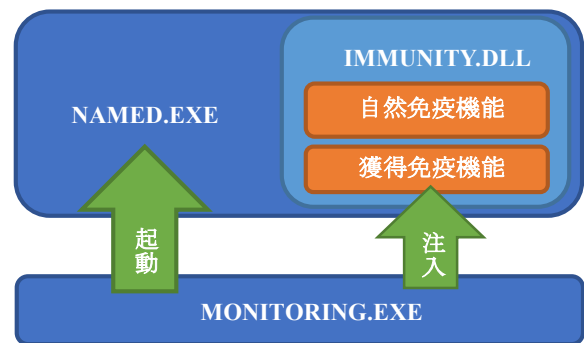 IMMUNITY.DLL
自然免疫機能
獲得免疫機能
NAMED.EXE
起動
注入
MONITORING.EXE